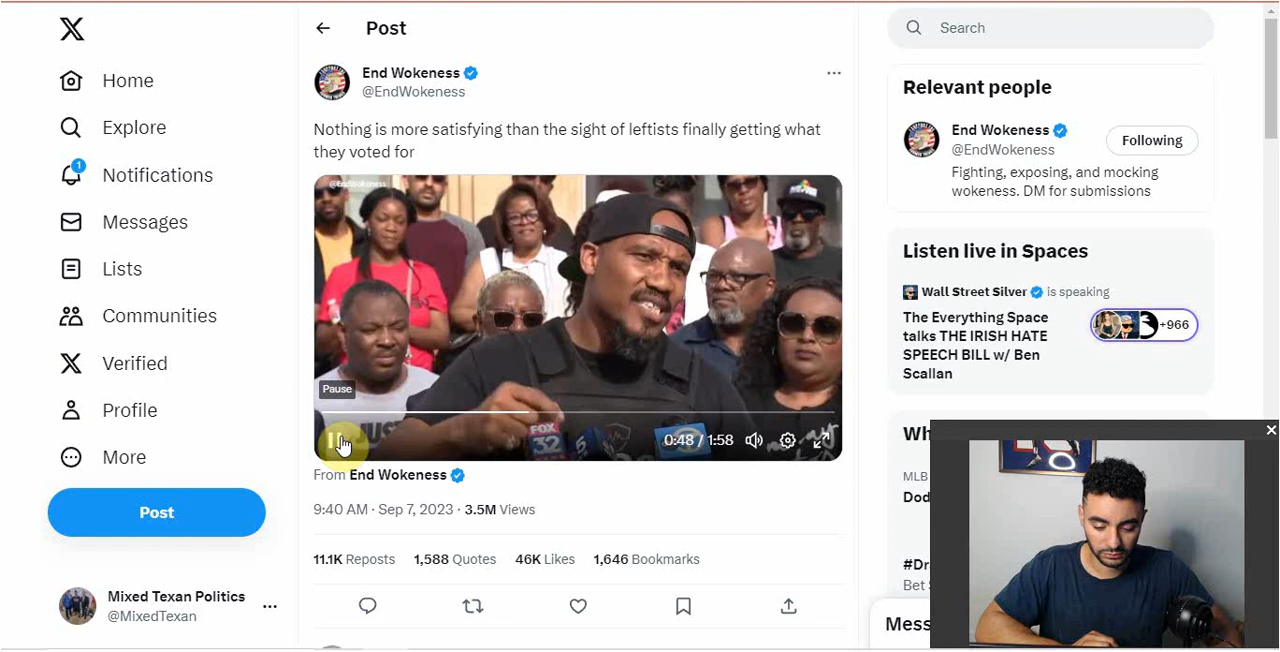 Home
Explore
1
Notifications
Messages
Lists
Communities
Verified
Profile
More
Post
Mixed Texan Politics
@MixedTexan
Post
End Wokeness
@EndWokeness
Nothing is more satisfying than the sight of leftists finally getting what
they voted for
@EndWokeness
Pause
FOX
32
0:48 / 1:58
From End Wokeness
9:40 AM · Sep 7, 2023 · 3.5M Views
11.1K Reposts 1,588 Quotes 46K Likes 1,646 Bookmarks
Search
Relevant people
End Wokeness
@EndWokeness
Following
Fighting, exposing, and mocking
wokeness. DM for submissions
Listen live in Spaces
Wall Street Silver is speaking
The Everything Space
talks THE IRISH HATE
SPEECH BILL w/ Ben
Scallan
+966
Wh
MLB
Dod
#Dr
Bet
Mess